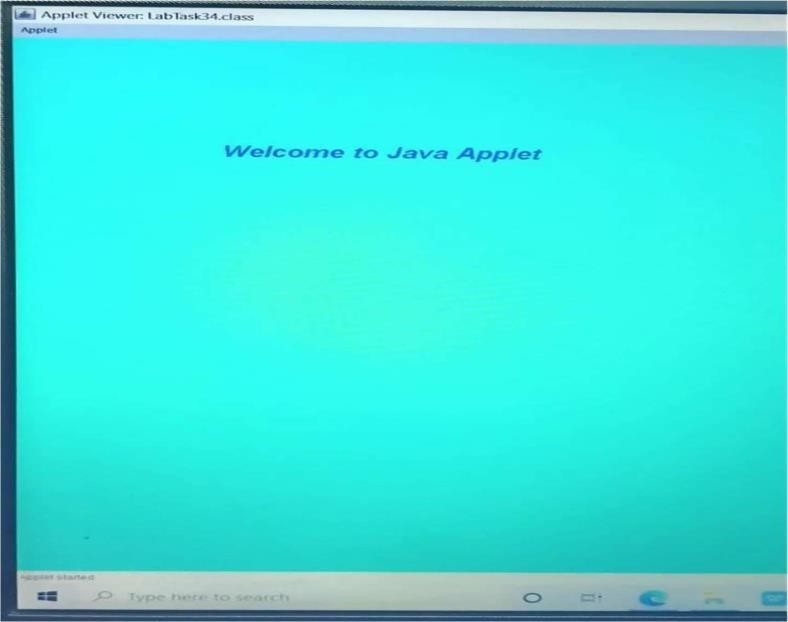 Applet Viewer: LabTask34.class
Applet
Welcome to Java Applet
Applet started
Type here to search